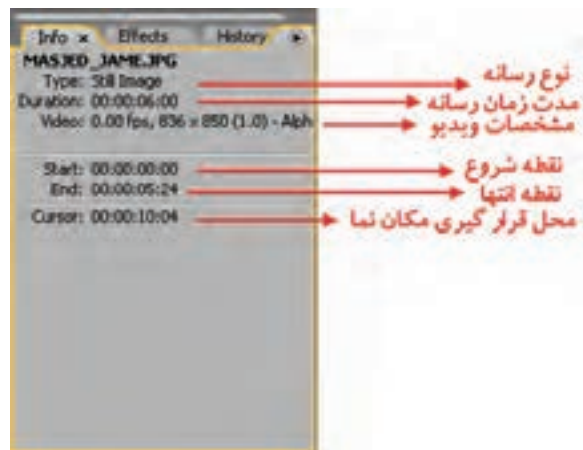 Info × Effects History
MASJED_JAME.JPG
Type: Still Image
نوع رسانه
Duration: 00:00:06:00
مدت زمان رسانه
Video: 0.00 fps, 836 x 850 (1.0) - Alph
مشخصات ویدیو
Start: 00:00:00:00
نقطه شروع
End: 00:00:05:24
نقطه انتها
Cursor: 00:00:10:04
محل قرار گیری مکان نما